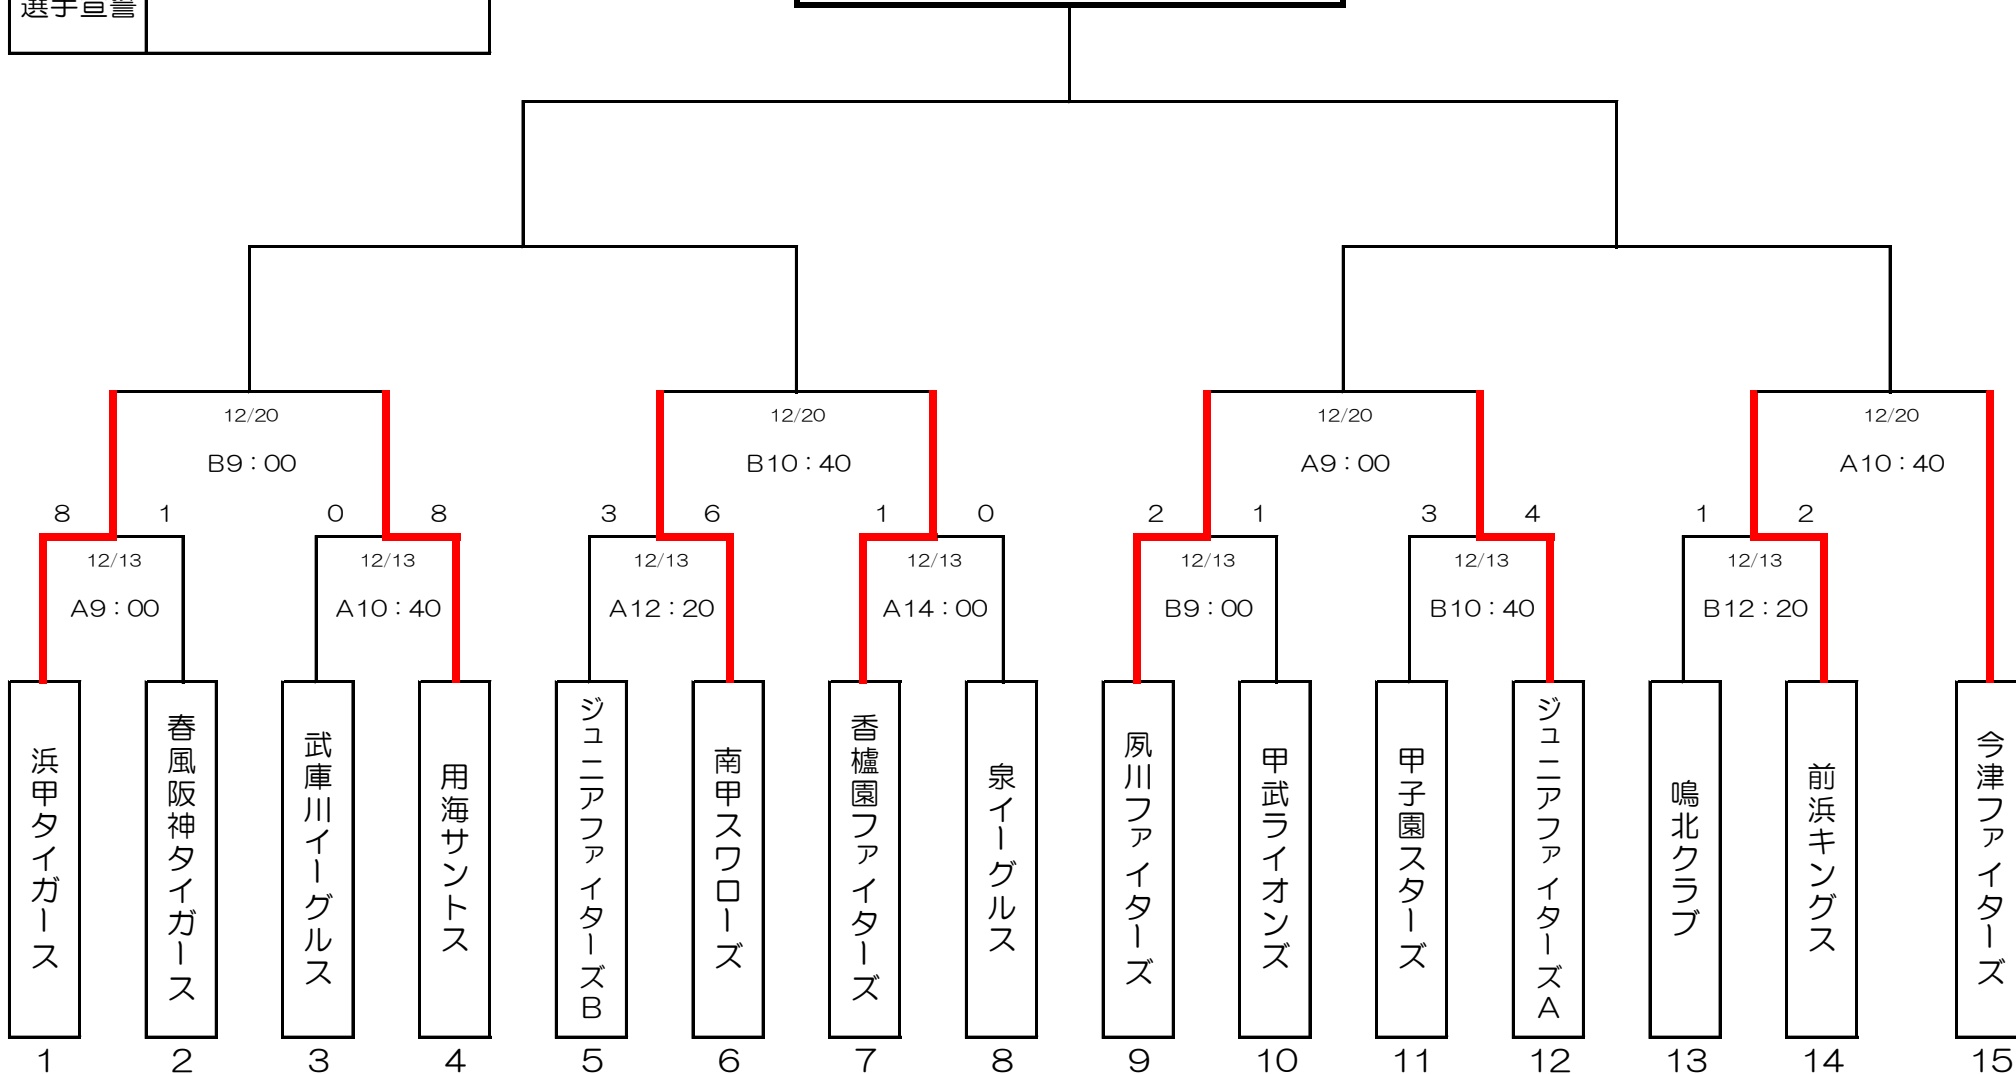 選手宣誓
12/20
12/20
12/20
12/20
B9：00
B10：40
A9：00
A10：40
8 1
0 8
3 6
1 0
2 1
3 4
1 2
12/13
12/13
12/13
12/13
12/13
12/13
12/13
A9：00
A10：40
A12：20
A14：00
B9：00
B10：40
B12：20
浜甲タイガース
春風阪神タイガース
武庫川イーグルス
用海サントス
ジュニアファイターズB
南甲スワローズ
香櫨園ファイターズ
泉イーグルス
夙川ファイターズ
甲武ライオンズ
甲子園スターズ
ジュニアファイターズA
鳴北クラブ
前浜キングス
今津ファイターズ
1 2 3 4 5 6 7 8 9 10 11 12 13 14 15